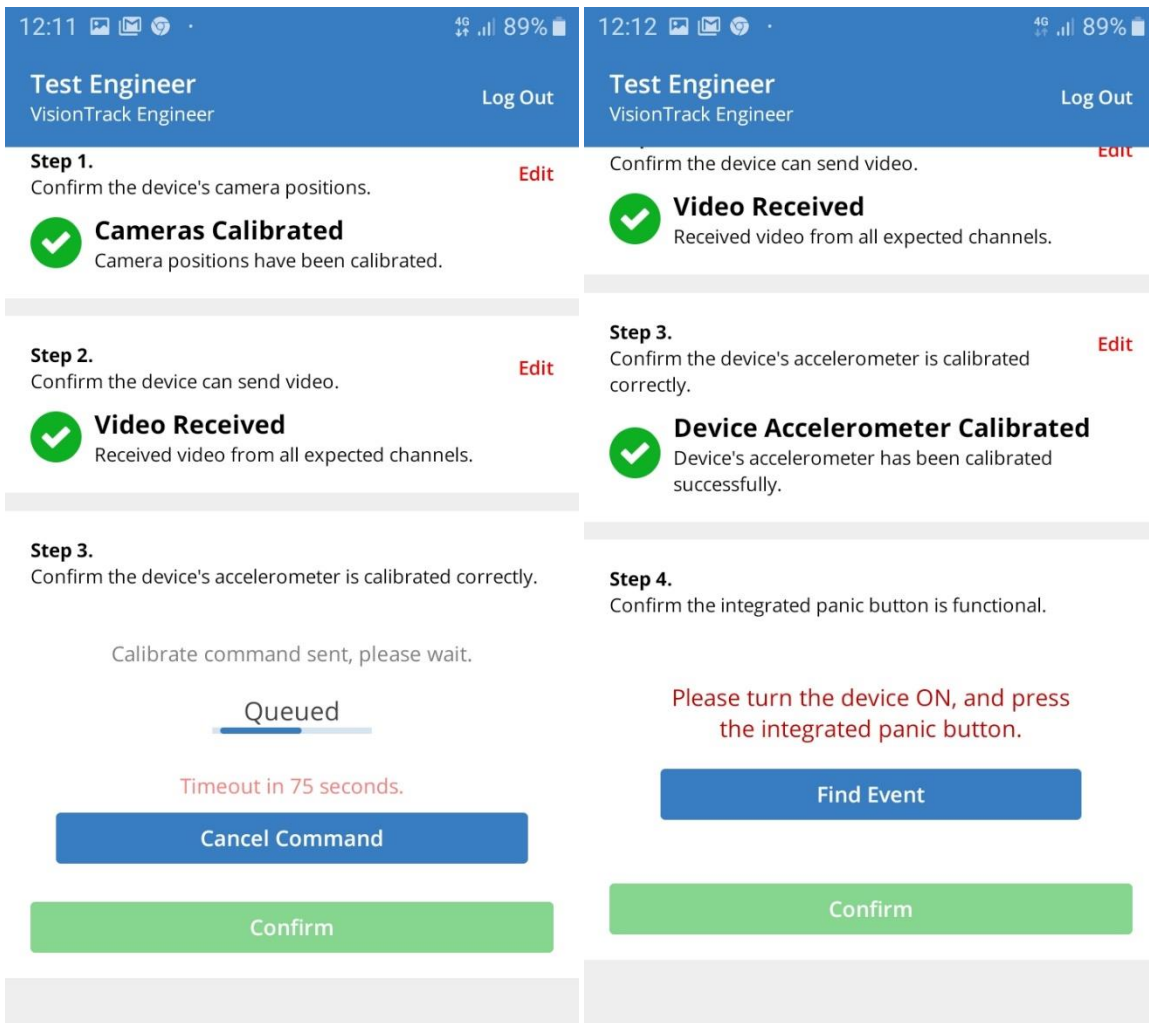 12:11
4G
89%
Test Engineer
VisionTrack Engineer
Log Out
Step 1.
Confirm the device's camera positions.
Edit
Cameras Calibrated
Camera positions have been calibrated.
Step 2.
Confirm the device can send video.
Edit
Video Received
Received video from all expected channels.
Step 3.
Confirm the device's accelerometer is calibrated correctly.
Calibrate command sent, please wait.
Queued
Timeout in 75 seconds.
Cancel Command
Confirm
12:12
4G
89%
Test Engineer
VisionTrack Engineer
Log Out
Confirm the device can send video.
Edit
Video Received
Received video from all expected channels.
Step 3.
Confirm the device's accelerometer is calibrated
correctly.
Edit
Device Accelerometer Calibrated
Device's accelerometer has been calibrated
successfully.
Step 4.
Confirm the integrated panic button is functional.
Please turn the device ON, and press
the integrated panic button.
Find Event
Confirm